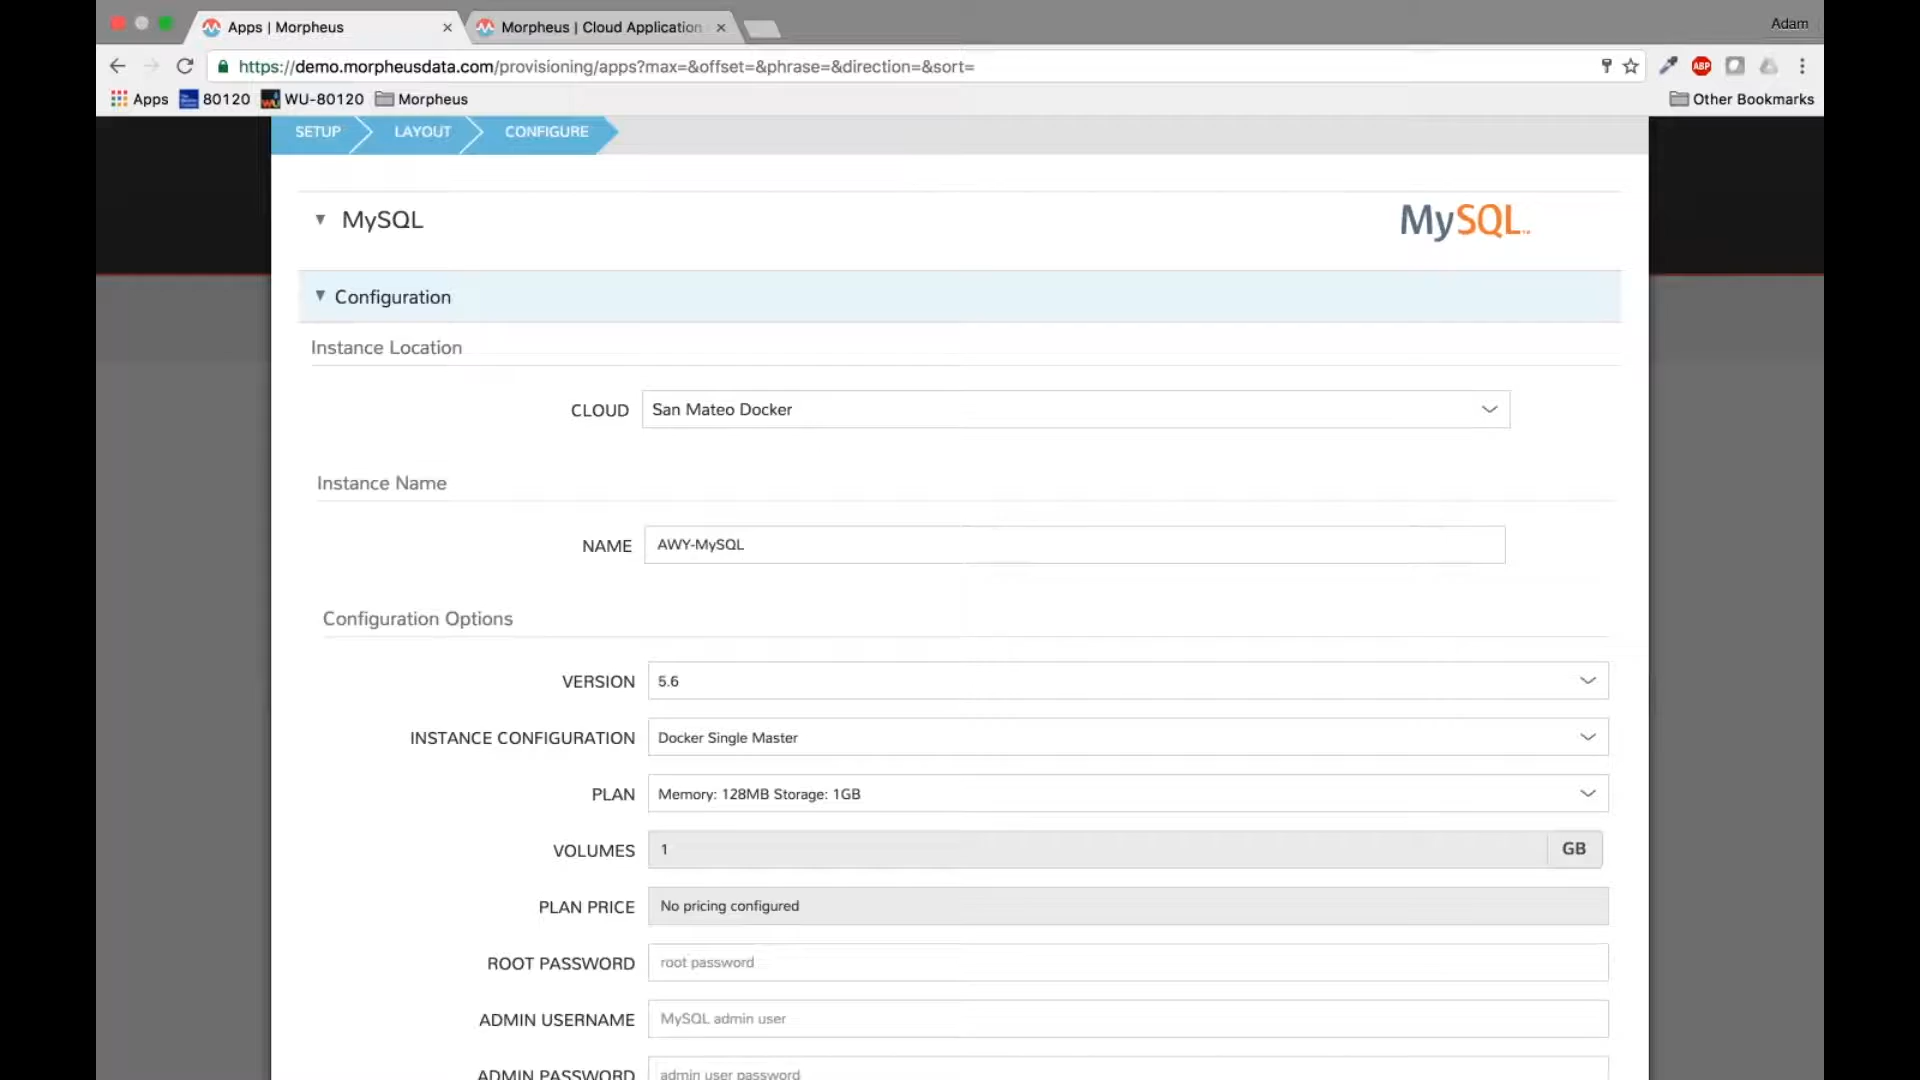 Apps | Morpheus
Morpheus | Cloud Application
Adam
https://demo.morpheusdata.com/provisioning/apps?max=&offset=&phrase=&direction=&sort=
ABP
Apps
80120
WU-80120
Morpheus
Other Bookmarks
SETUP
LAYOUT
CONFIGURE
MySQL
MySQL
Configuration
Instance Location
CLOUD
San Mateo Docker
Instance Name
NAME
AWY-MySQL
Configuration Options
VERSION
5.6
INSTANCE CONFIGURATION
Docker Single Master
PLAN
Memory: 128MB Storage: 1GB
VOLUMES
1
GB
PLAN PRICE
No pricing configured
ROOT PASSWORD
root password
ADMIN USERNAME
MySQL admin user
ADMIN PASSWORD
admin user password